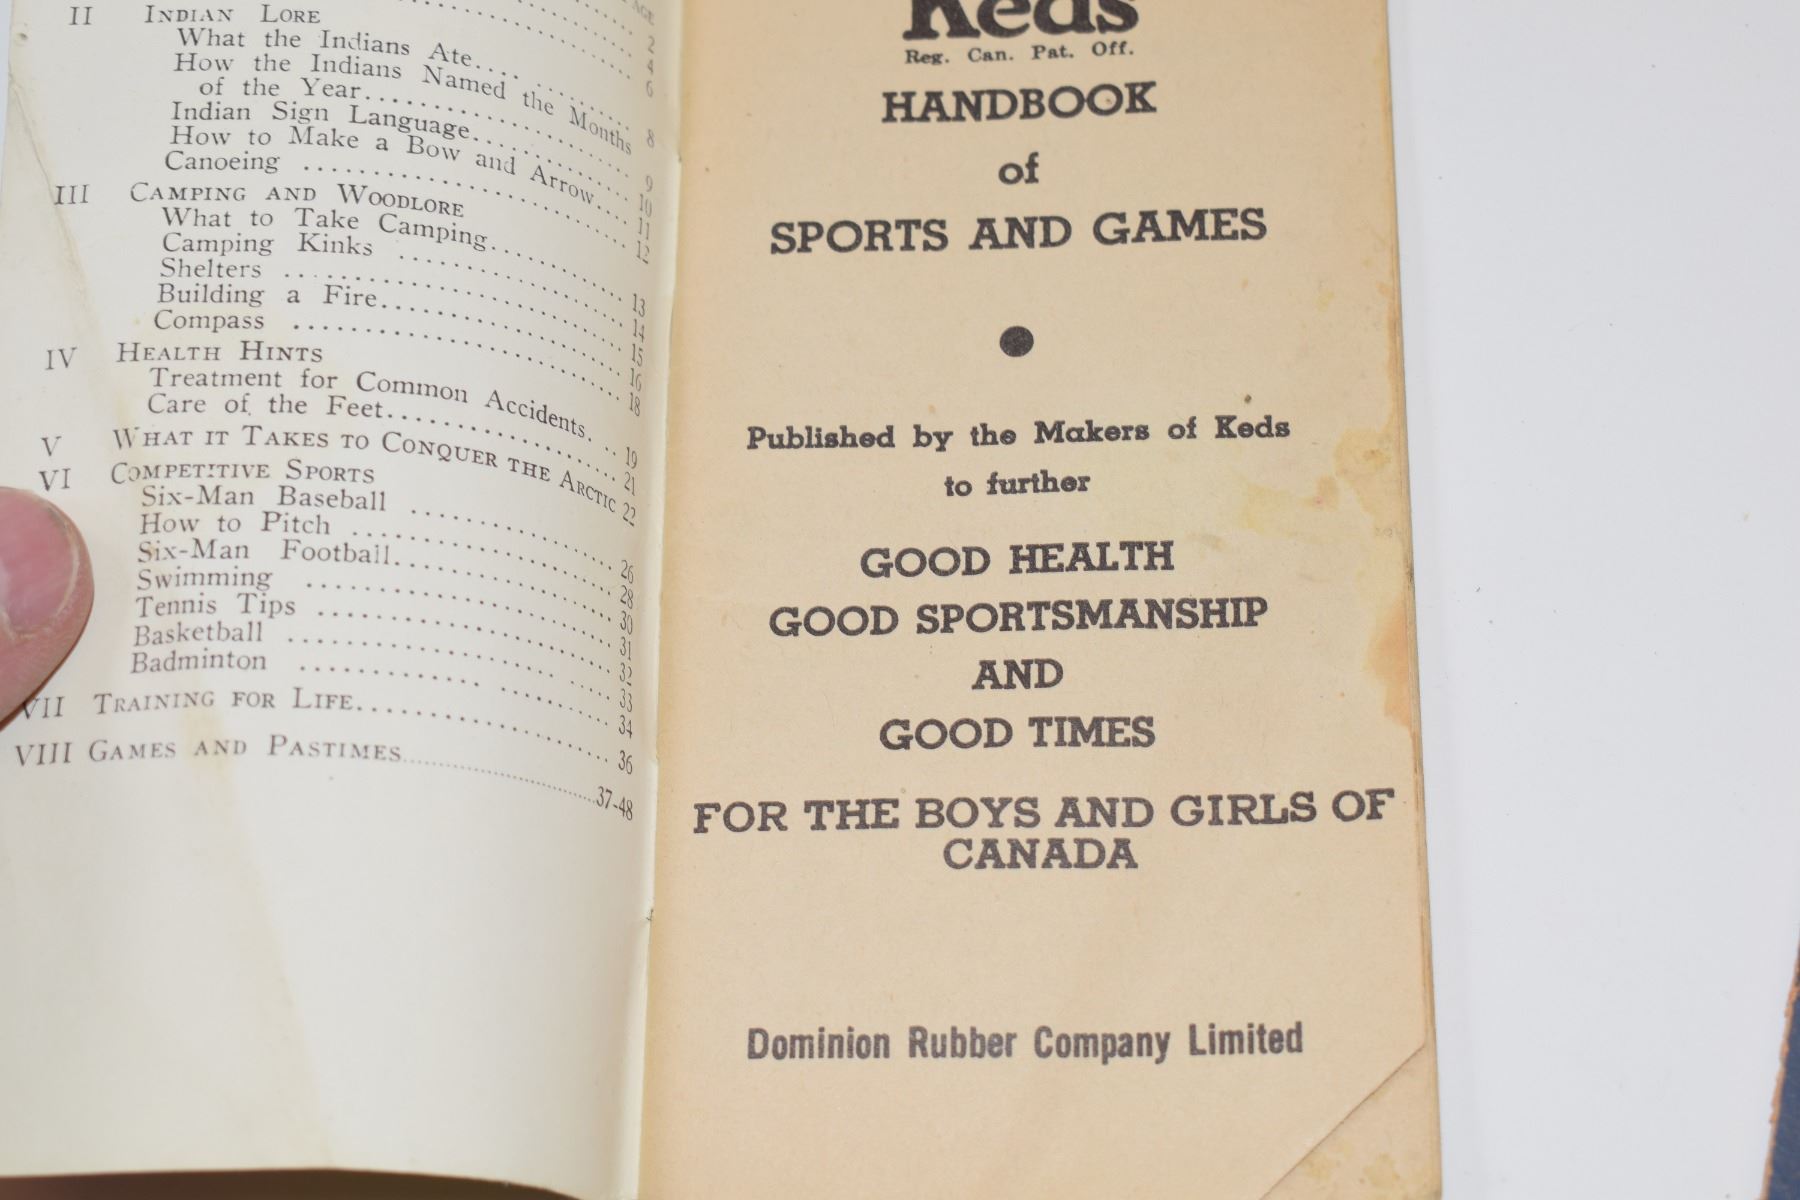 AGE
2
4
II INDIAN LORE
What the Indians Ate.... 6
How the Indians Named the Months
of the Year 8
Indian Sign Language 9
How to Make a Bow and Arrow 10
Canoeing 11
12
III CAMPING AND WOODLORE
What to Take Camping 13
Camping Kinks 14
Shelters 15
Building a Fire 16
Compass 18
IV HEALTH HINTS
Treatment for Common Accidents 19
Care of the Feet 21
V WHAT IT TAKES TO CONQUER THE ARCTIC 22
VI COMPETITIVE SPORTS
Six-Man Baseball 26
How to Pitch 28
Six-Man Football 30
Swimming 31
Tennis Tips 32
Basketball 33
Badminton 34
VII TRAINING FOR LIFE 36
VIII GAMES AND PASTIMES 37-48
Keds
Reg. Can. Pat. Off.
HANDBOOK
of
SPORTS AND GAMES
Published by the Makers of Keds
to further
GOOD HEALTH
GOOD SPORTSMANSHIP
AND
GOOD TIMES
FOR THE BOYS AND GIRLS OF
CANADA
Dominion Rubber Company Limited